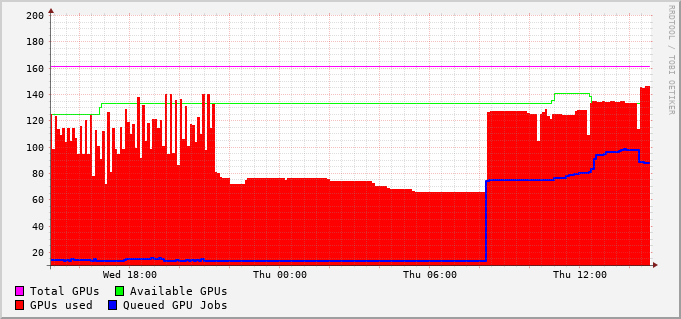 200
180
160
140
120
100
80
60
40
20
Wed 18:00 Thu 00:00 Thu 06:00 Thu 12:00
Total GPUs Available GPUs
GPUs used Queued GPU Jobs
RRDTOOL / TOBI OETIKER